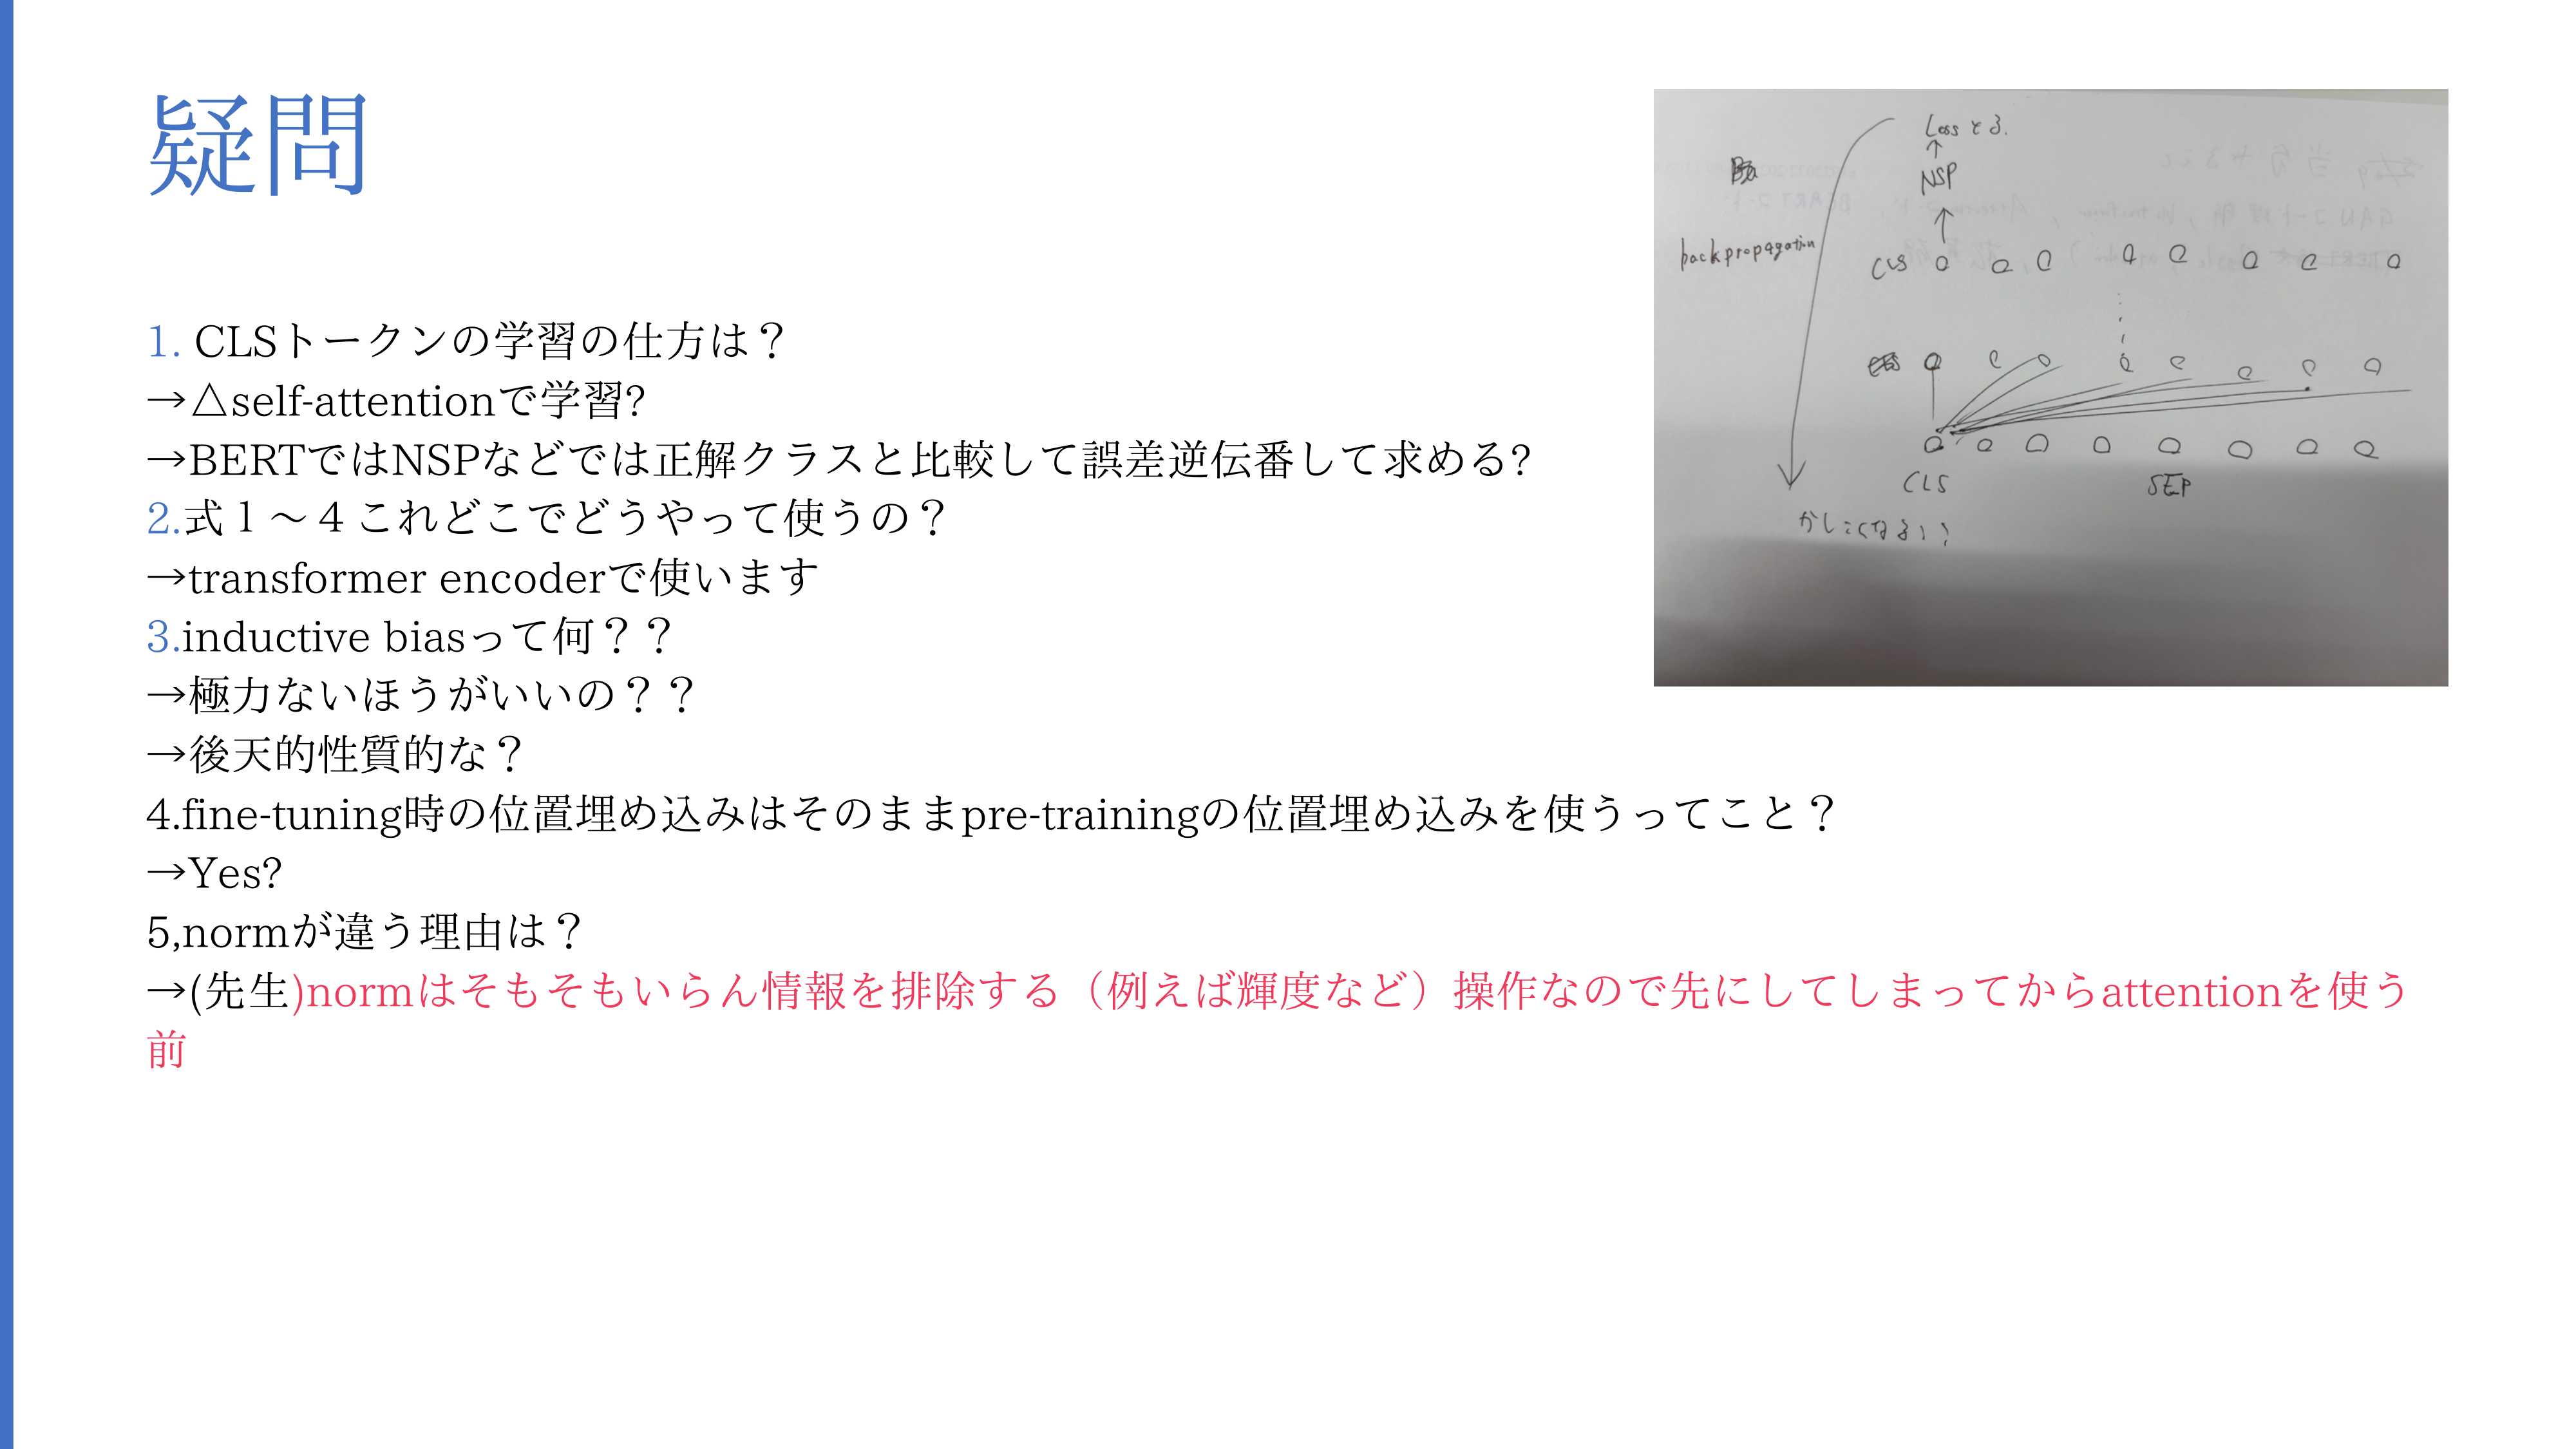 疑問
1. CLSトークンの学習の仕方は？
→△self-attentionで学習?
→BERTではNSPなどでは正解クラスと比較して誤差逆伝番して求める?
2.式１～４これどこでどうやって使うの？
→transformer encoderで使います
3.inductive biasって何？？
→極力ないほうがいいの？？
→後天的性質的な？
4.fine-tuning時の位置埋め込みはそのままpre-trainingの位置埋め込みを使うってこと？
→Yes?
5,normが違う理由は？
→(先生)normはそもそもいらん情報を排除する（例えば輝度など）操作なので先にしてしまってからattentionを使う
前
Lossとる.
NSP
backpropagation
CLS
CLS
SEP
かしこくなる!!